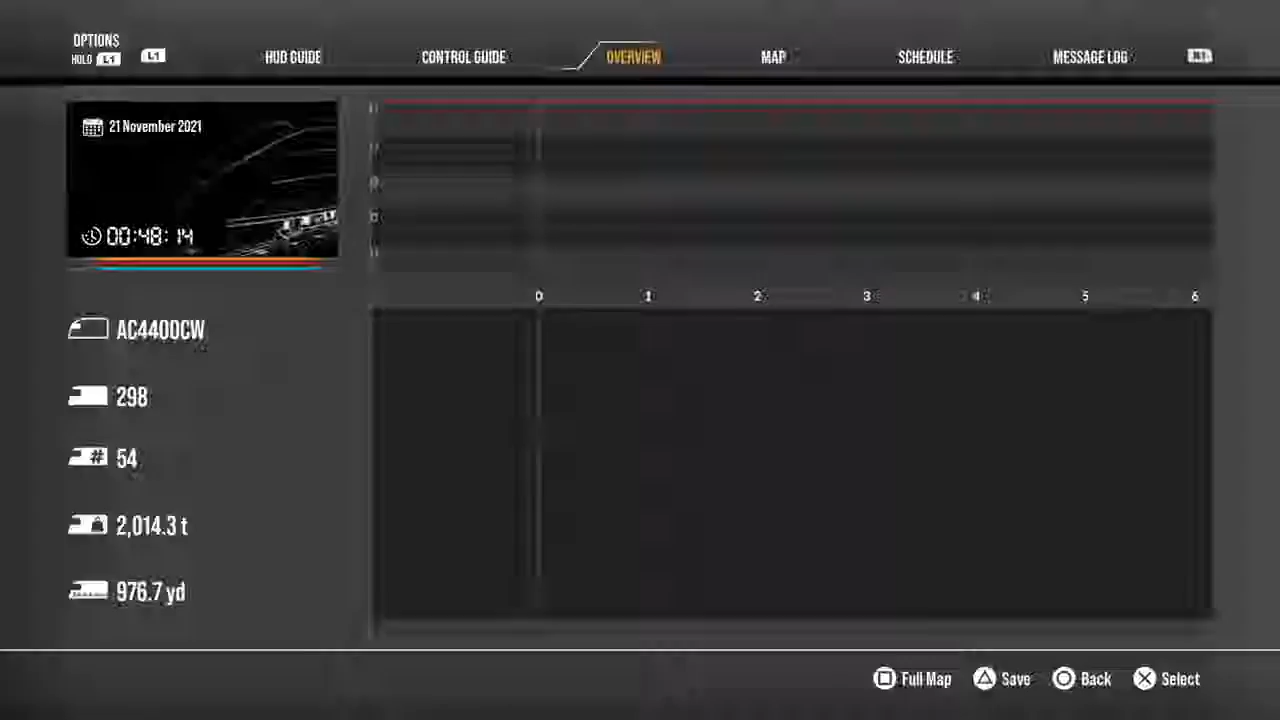 OPTIONS
HOLD L1
L1
HUD GUIDE
CONTROL GUIDE
OVERVIEW
MAP
SCHEDULE
MESSAGE LOG
R1
21 November 2021
00:48:14
0 1 2 3 4 5 6
AC4400CW
298
# 54
2,014.3 t
976.7 yd
Full Map
Save
Back
Select